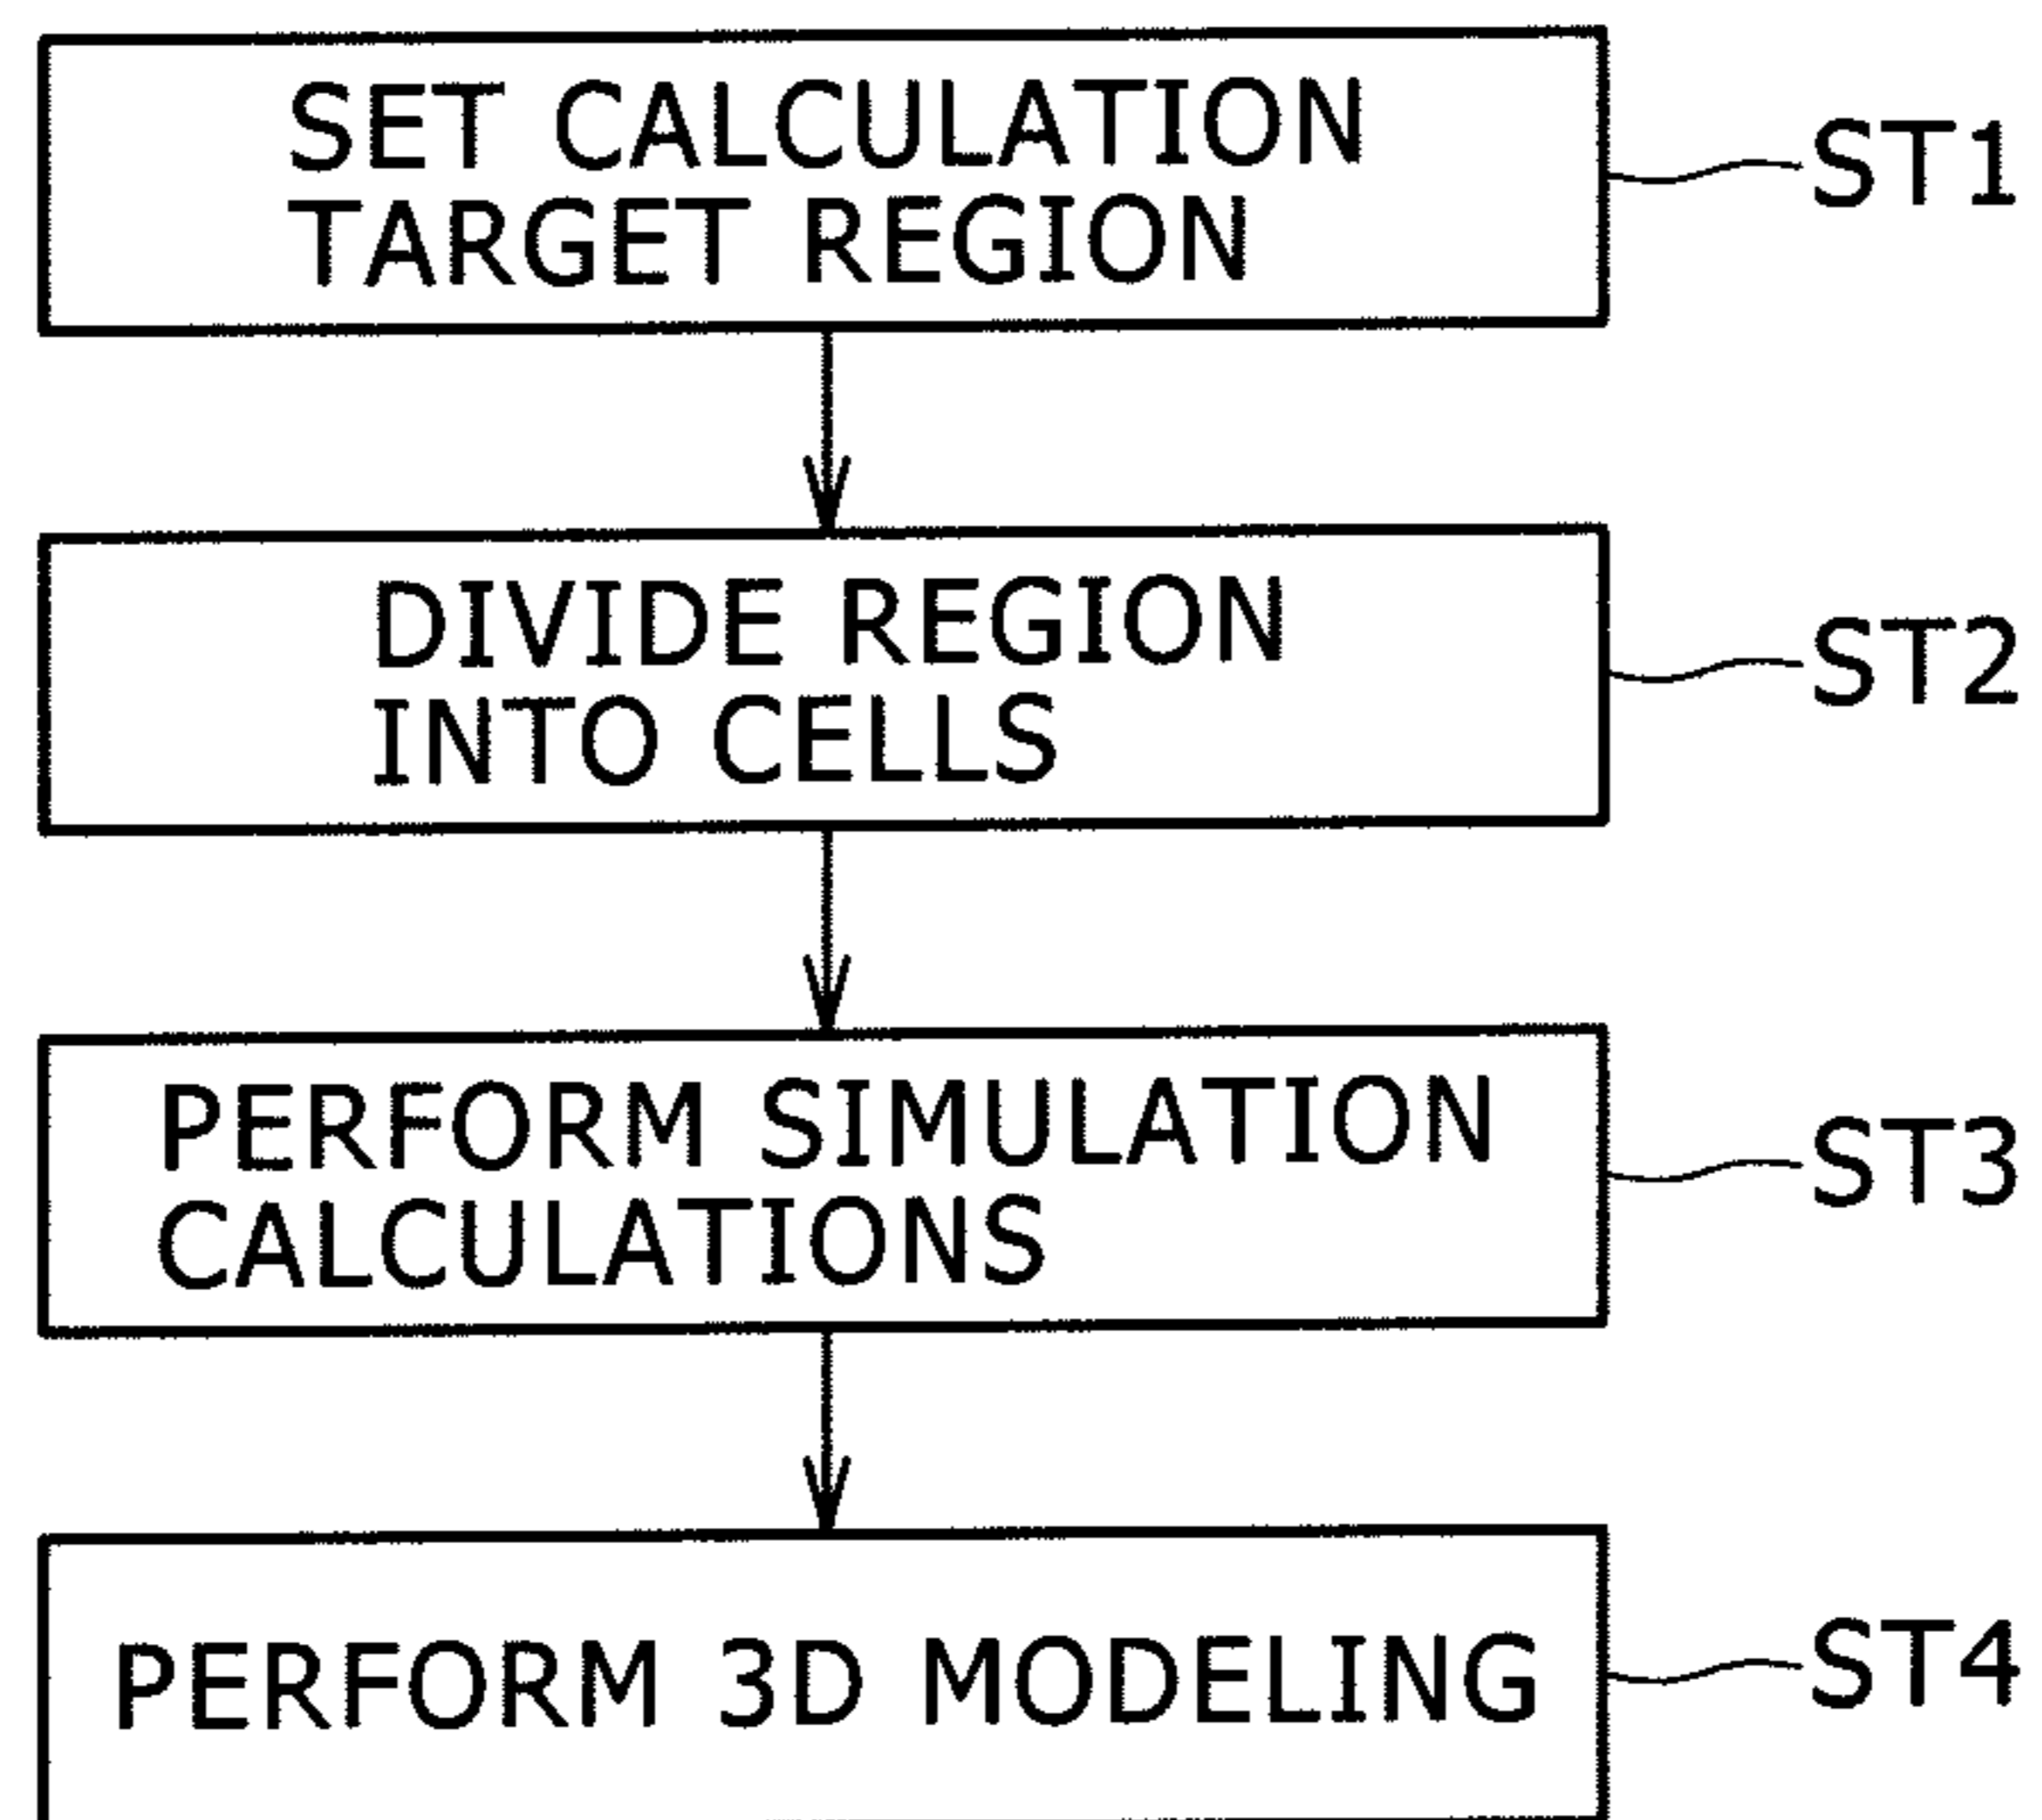 SET CALCULATION
TARGET REGION
ST1
DIVIDE REGION
INTO CELLS
ST2
PERFORM SIMULATION
CALCULATIONS
ST3
PERFORM 3D MODELING
ST4